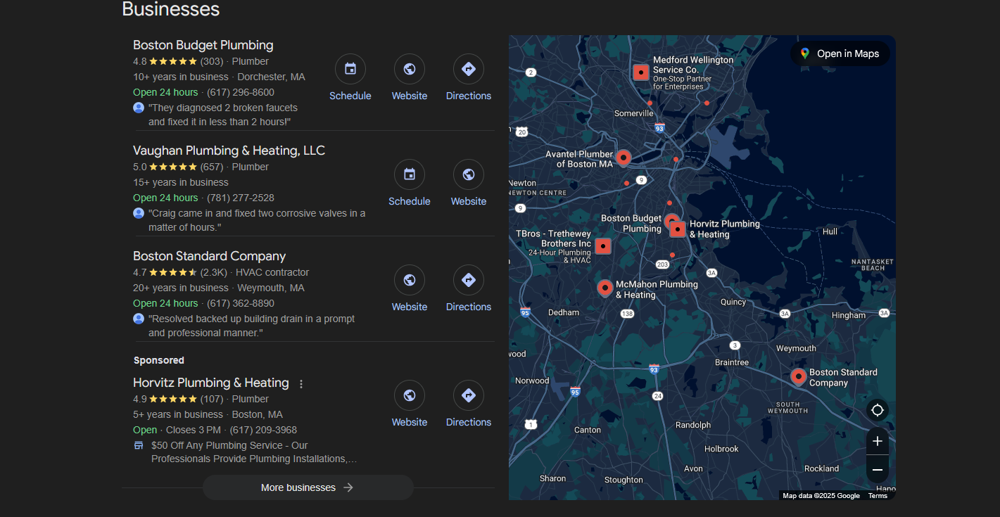 Businesses
Boston Budget Plumbing
4.8 ★★★★★ (303) · Plumber
10+ years in business · Dorchester, MA
Open 24 hours · (617) 296-8600
"They diagnosed 2 broken faucets
and fixed it in less than 2 hours!"
Schedule
Website
Directions
Vaughan Plumbing & Heating, LLC
5.0 ★★★★★ (657) · Plumber
15+ years in business
Open 24 hours · (781) 277-2528
"Craig came in and fixed two corrosive valves in a
matter of hours."
Schedule
Website
Boston Standard Company
4.7 (2.3K) · HVAC contractor
20+ years in business · Weymouth, MA
Open 24 hours · (617) 362-8890
"Resolved backed up building drain in a prompt
and professional manner."
Website
Directions
Sponsored
Horvitz Plumbing & Heating
4.9 ★★★★★ (107) · Plumber
5+ years in business · Boston, MA
Open · Closes 3 PM · (617) 209-3968
$50 Off Any Plumbing Service - Our
Professionals Provide Plumbing Installations,…
Website
Directions
More businesses
Open in Maps
Medford Wellington
Service Co.
One-Stop Partner
for Enterprises
2
Somerville
93
20
Avantel Plumber
of Boston MA
9
Newton
NEWTON CENTRE
9
Boston Budget
Plumbing
Horvitz Plumbing
& Heating
TBros - Trethewey
Brothers Inc
24-Hour Plumbing
& HVAC
Hull
203
3A
NANTASKET
BEACH
McMahon Plumbing
& Heating
Quincy
95
Dedham
138
3A
Hingham
3A
3
Weymouth
wood
Braintree
93
Boston Standard
Company
Norwood
95
24
SOUTH
WEYMOUTH
1
Canton
Randolph
Holbrook
Avon
Rockland
Sharon
Stoughton
Hano
Map data ©2025 Google
Terms